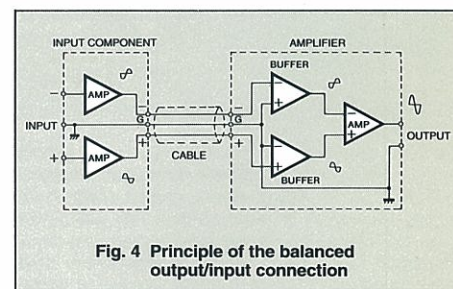 INPUT COMPONENT
AMPLIFIER
BUFFER
AMP
−
G
G
+
AMP
INPUT
OUTPUT
+
AMP
+
+
−
+
CABLE
BUFFER
Fig. 4 Principle of the balanced
output/input connection